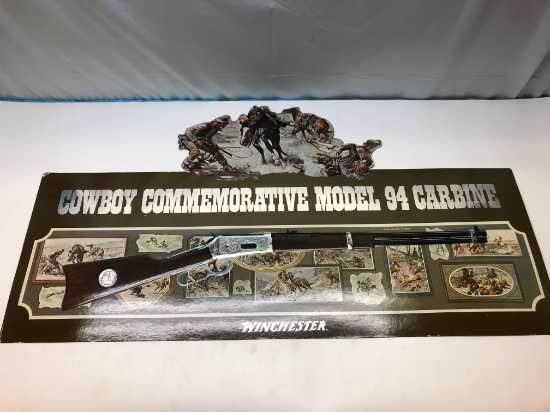 COWBOY COMMEMORATIVE MODEL 94 CARBINE
WINCHESTER